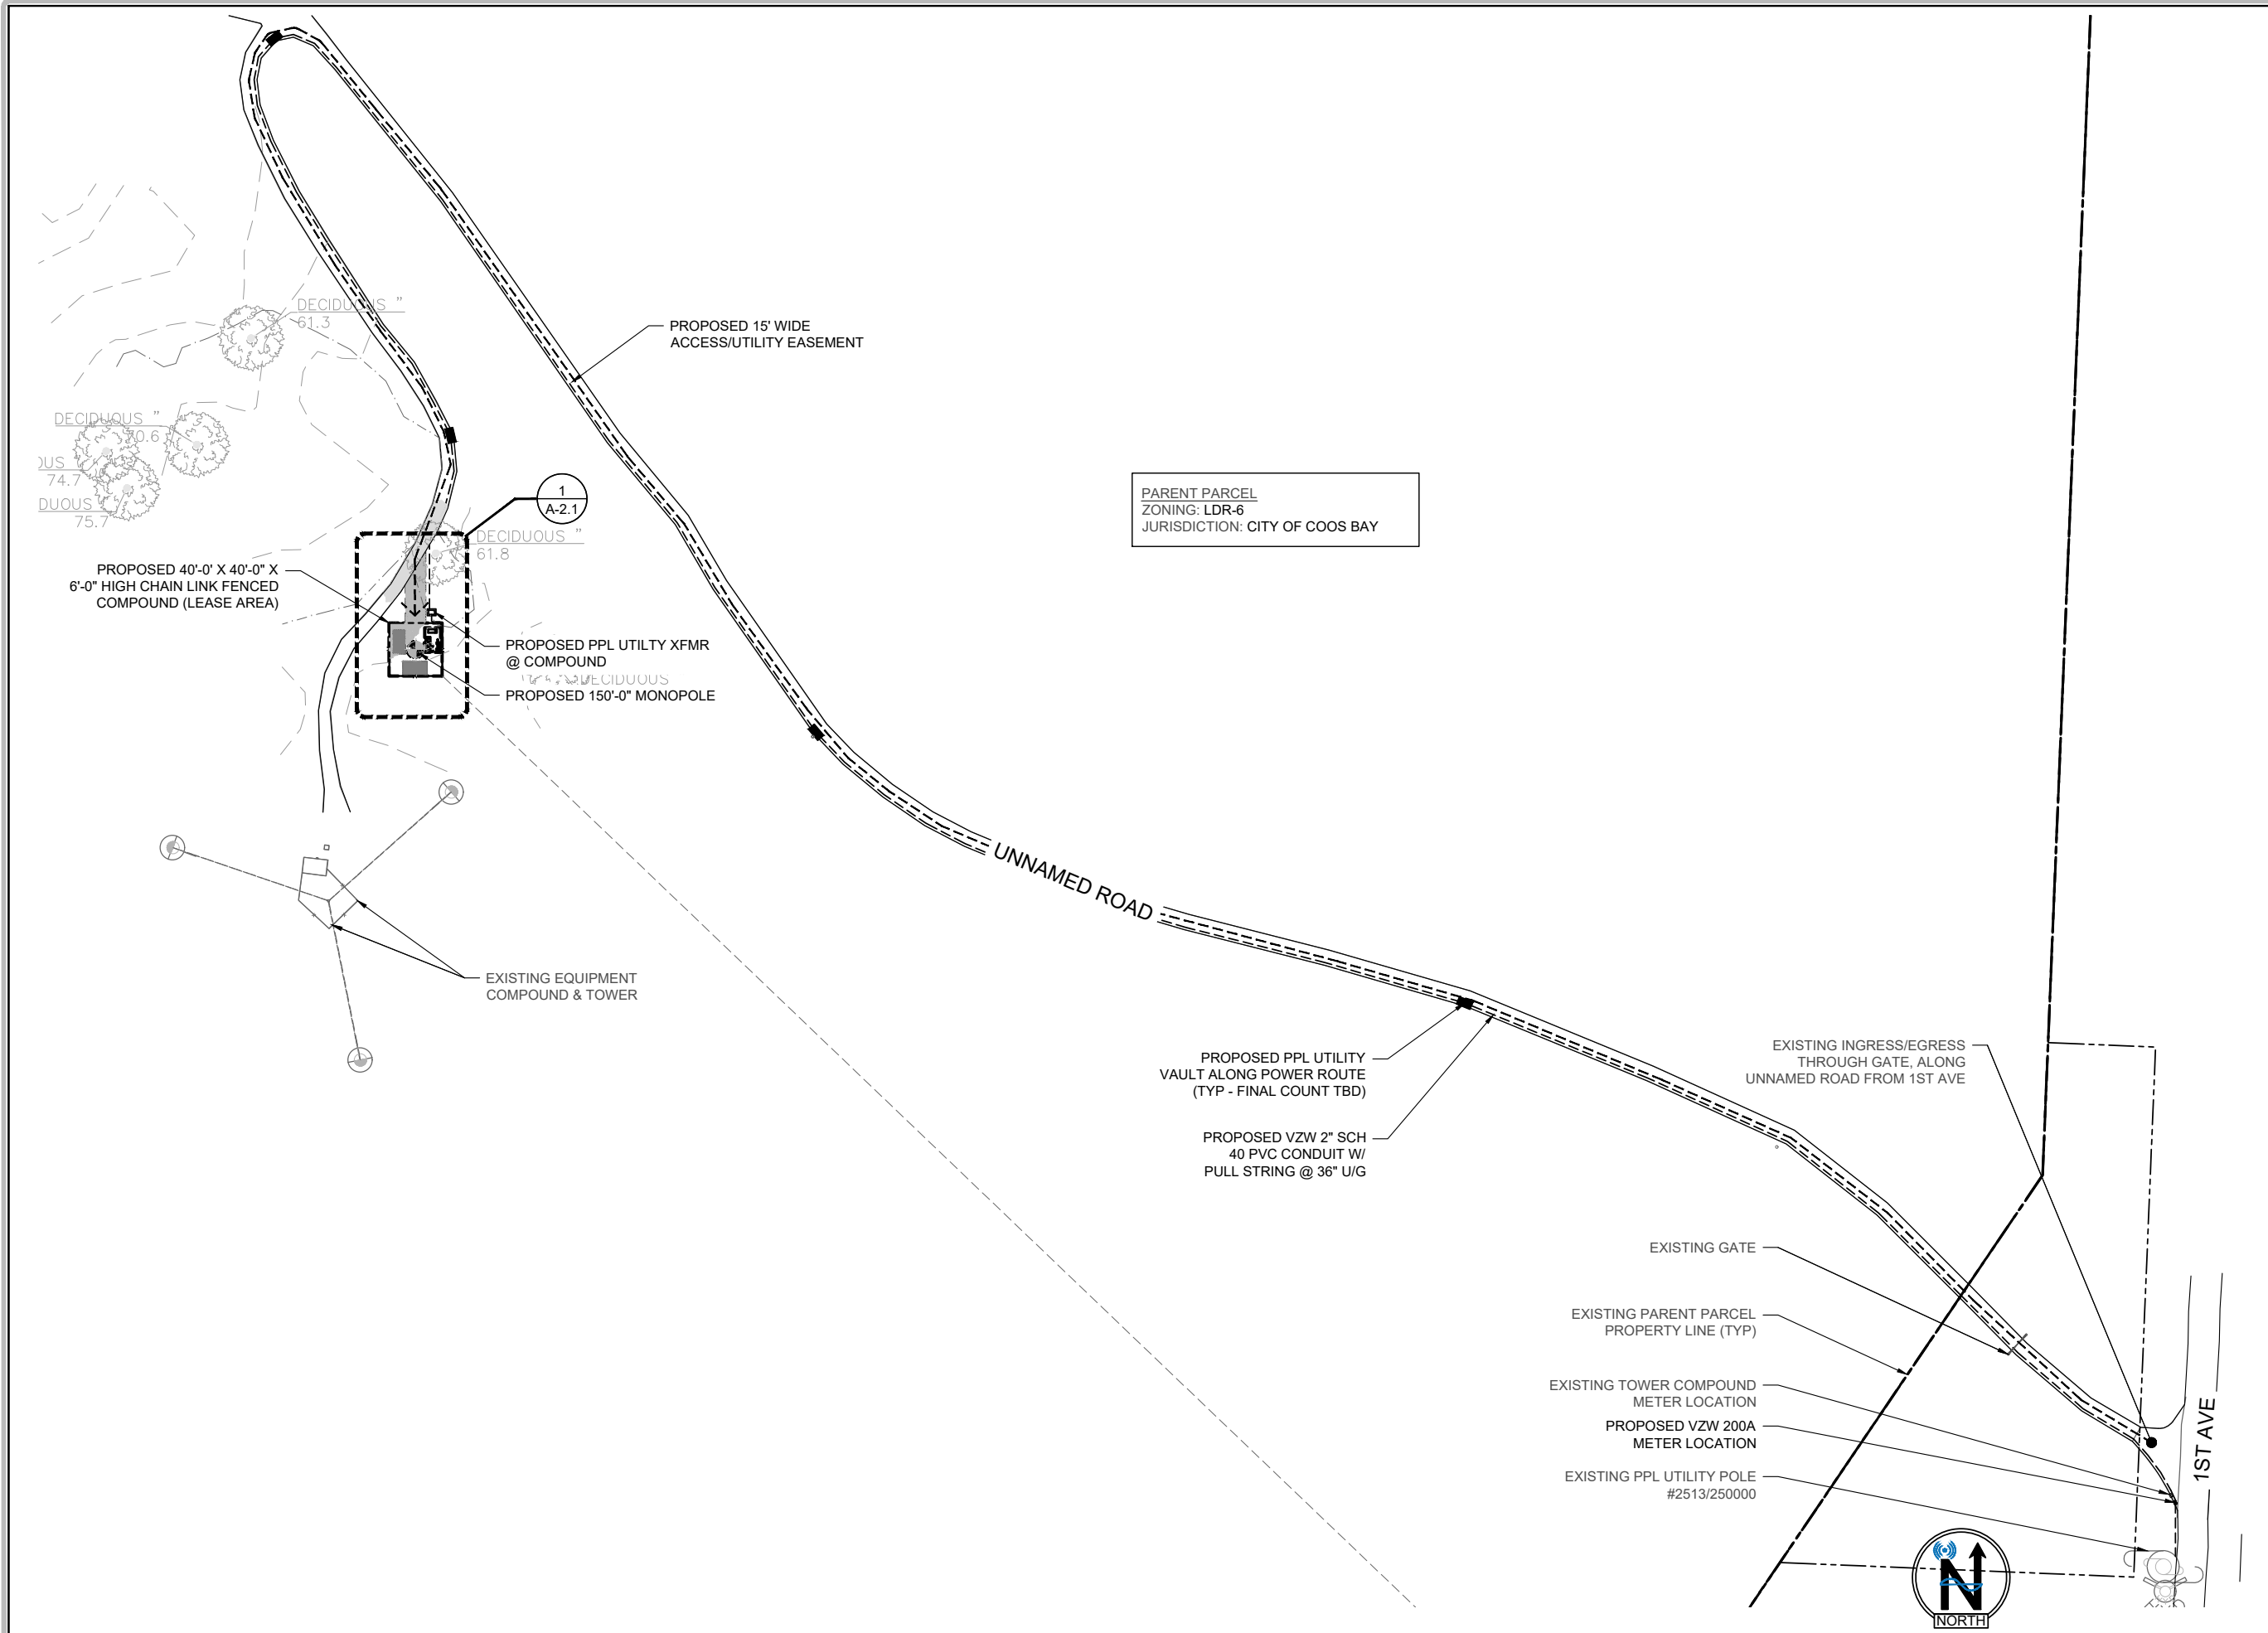 DECIDUOUS "
61.3
PROPOSED 15' WIDE
ACCESS/UTILITY EASEMENT
DECIDUOUS "
0.6
OUS
74.7
DUOUS
75.7
1
A-2.1
DECIDUOUS "
61.8
PARENT PARCEL
ZONING: LDR-6
JURISDICTION: CITY OF COOS BAY
PROPOSED 40'-0' X 40'-0" X
6'-0" HIGH CHAIN LINK FENCED
COMPOUND (LEASE AREA)
PROPOSED PPL UTILTY XFMR
@ COMPOUND
DECIDUOUS
PROPOSED 150'-0" MONOPOLE
UNNAMED ROAD
EXISTING EQUIPMENT
COMPOUND & TOWER
PROPOSED PPL UTILITY
VAULT ALONG POWER ROUTE
(TYP - FINAL COUNT TBD)
PROPOSED VZW 2" SCH
40 PVC CONDUIT W/
PULL STRING @ 36" U/G
EXISTING INGRESS/EGRESS
THROUGH GATE, ALONG
UNNAMED ROAD FROM 1ST AVE
EXISTING GATE
EXISTING PARENT PARCEL
PROPERTY LINE (TYP)
EXISTING TOWER COMPOUND
METER LOCATION
PROPOSED VZW 200A
METER LOCATION
EXISTING PPL UTILITY POLE
#2513/250000
1ST AVE
N
NORTH